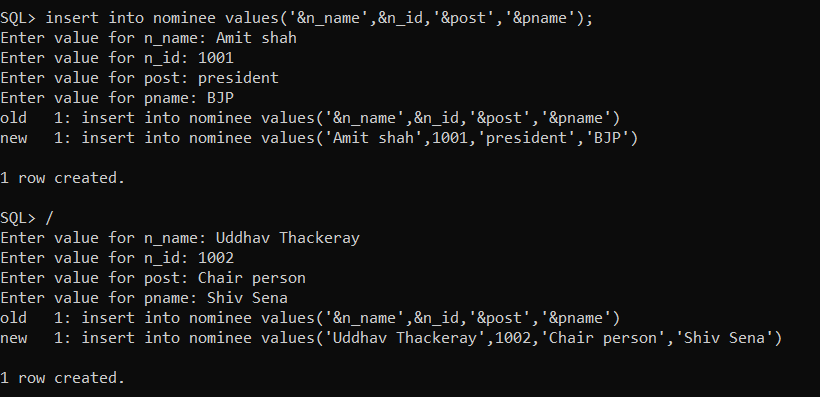 SQL> insert into nominee values('&n_name',&n_id,'&post','&pname');
Enter value for n_name: Amit shah
Enter value for n_id: 1001
Enter value for post: president
Enter value for pname: BJP
old   1: insert into nominee values('&n_name',&n_id,'&post','&pname')
new   1: insert into nominee values('Amit shah',1001,'president','BJP')
1 row created.
SQL> /
Enter value for n_name: Uddhav Thackeray
Enter value for n_id: 1002
Enter value for post: Chair person
Enter value for pname: Shiv Sena
old   1: insert into nominee values('&n_name',&n_id,'&post','&pname')
new   1: insert into nominee values('Uddhav Thackeray',1002,'Chair person','Shiv Sena')
1 row created.